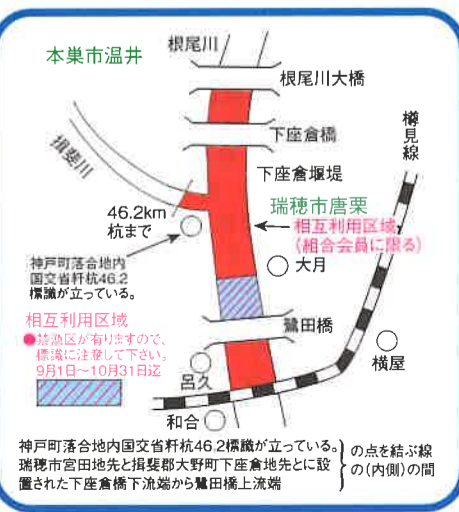 本巣市温井
根尾川
根尾川大橋
下座倉橋
樽見線
揖斐川
下座倉堰堤
瑞穂市唐栗
46.2km
杭まで
相互利用区域
(組合会員に限る)
神戸町落合地内
国交省粁杭46.2
標識が立っている。
大月
相互利用区域
●禁漁区が有りますので、
標識に注意して下さい。
9月1日～10月31日迄
鷺田橋
横屋
呂久
和合
神戸町落合地内国交省粁杭46.2標識が立っている。
瑞穂市宮田地先と揖斐郡大野町下座倉地先とに設
置された下座倉橋下流端から鷺田橋上流端
の点を結ぶ線
の(内側)の間